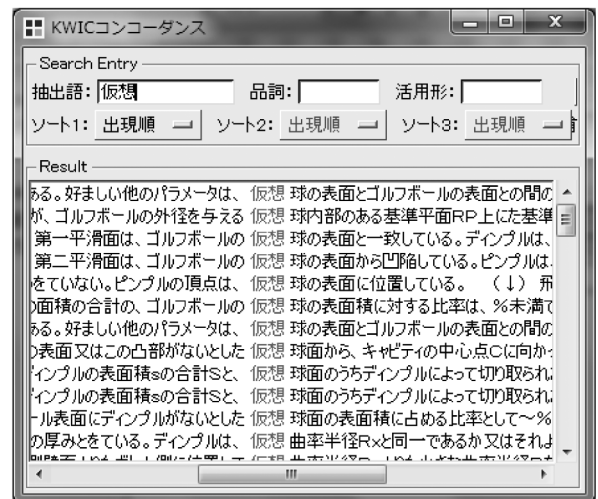 KWICコンコーダンス
Search Entry
抽出語: 仮想 品詞: 活用形:
ソート1: 出現順 ソート2: 出現順 ソート3: 出現順
Result
ある。好ましい他のパラメータは、 仮想 球の表面とゴルフボールの表面との間の
が、ゴルフボールの外径を与える 仮想 球内部のある基準平面RP上にた基準
第一平滑面は、ゴルフボールの 仮想 球の表面と一致している。ディンプルは、
第二平滑面は、ゴルフボールの 仮想 球の表面から凹陥している。ピンプルは、
をていない。ピンプルの頂点は、 仮想 球の表面に位置している。 (↓) 飛
の面積の合計の、ゴルフボールの 仮想 球の表面積に対する比率は、%未満で
ある。好ましい他のパラメータは、 仮想 球の表面とゴルフボールの表面との間の
の表面又はこの凸部がないとした 仮想 球面から、キャビティの中心点Cに向かっ
ィンプルの表面積sの合計Sと、 仮想 球面のうちディンプルによって切り取られ
ィンプルの表面積sの合計Sと、 仮想 球面のうちディンプルによって切り取られ
ール表面にディンプルがないとした 仮想 球面の表面積に占める比率として～%
の厚みとをている。ディンプルは、 仮想 曲率半径Rxと同一であるか又はそれよ